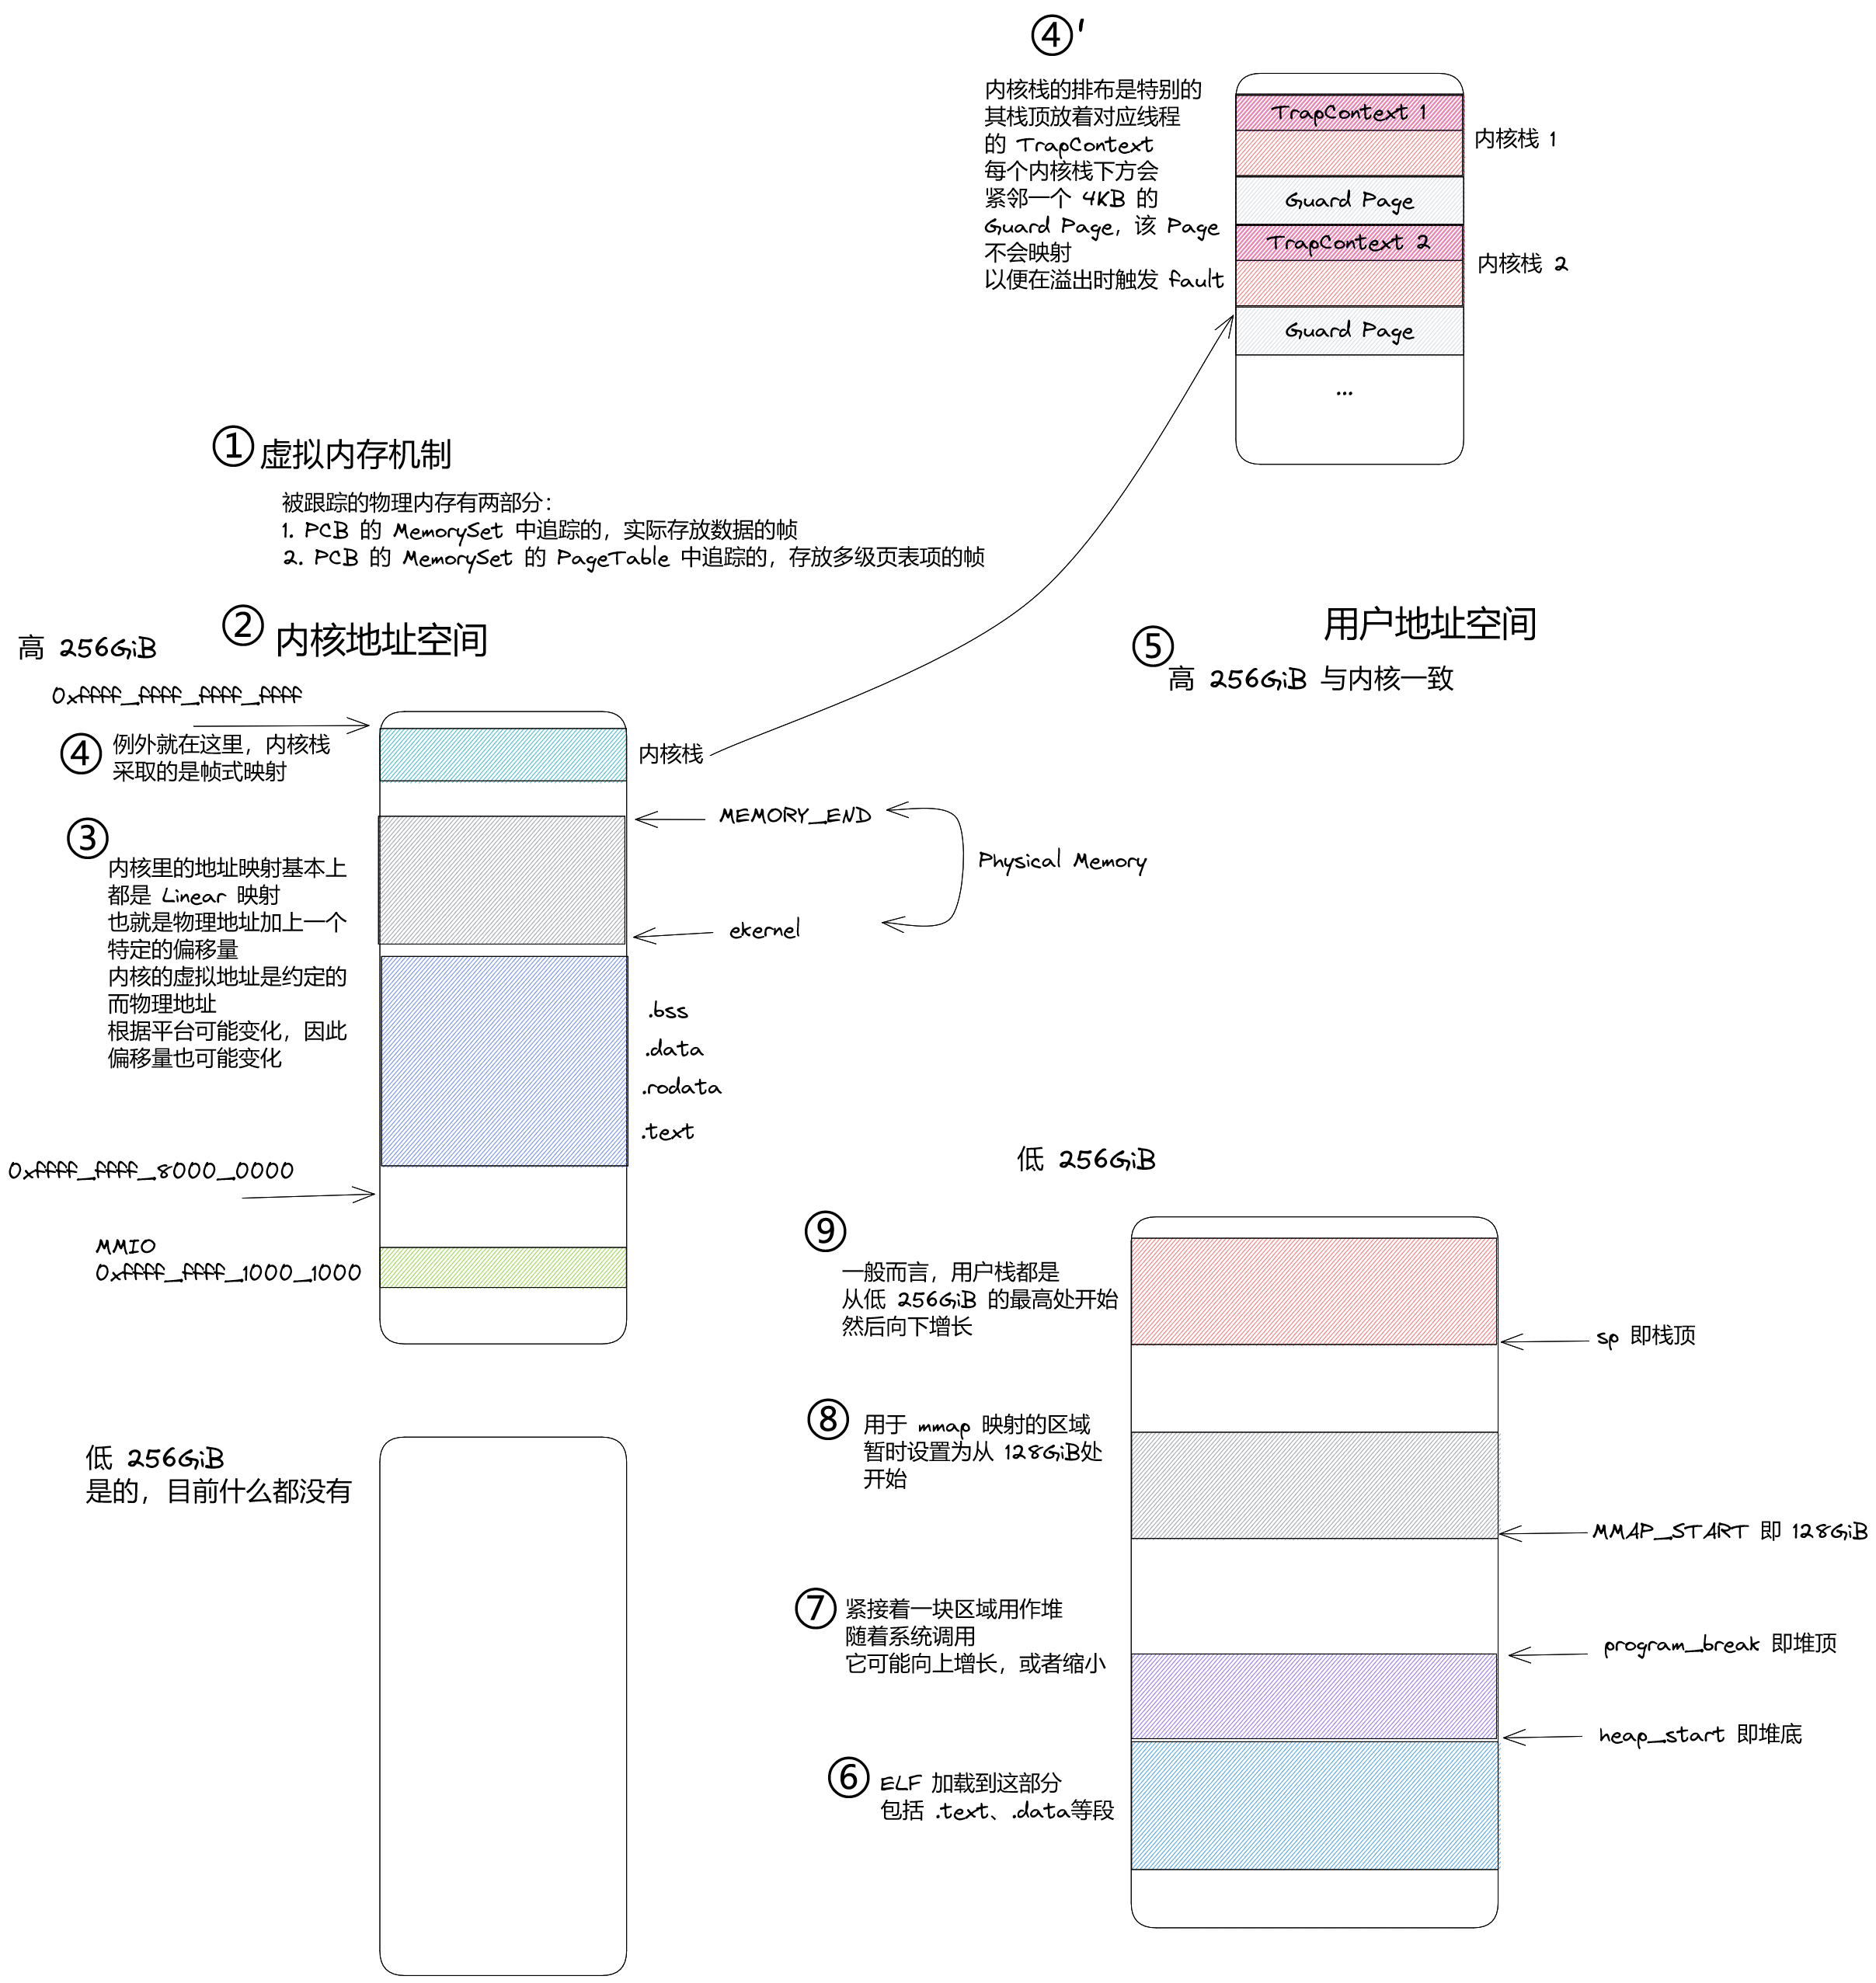 ④'
内核栈的排布是特别的
其栈顶放着对应线程
的 TrapContext
每个内核栈下方会
紧邻一个 4KB 的
Guard Page，该 Page
不会映射
以便在溢出时触发 fault
TrapContext 1
内核栈 1
Guard Page
TrapContext 2
内核栈 2
Guard Page
...
① 虚拟内存机制
被跟踪的物理内存有两部分：
1. PCB 的 MemorySet 中追踪的，实际存放数据的帧
2. PCB 的 MemorySet 的 PageTable 中追踪的，存放多级页表项的帧
② 内核地址空间
高 256GiB
0xffff_ffff_ffff_ffff
④ 例外就在这里，内核栈
采取的是帧式映射
内核栈
③
内核里的地址映射基本上
都是 Linear 映射
也就是物理地址加上一个
特定的偏移量
内核的虚拟地址是约定的
而物理地址
根据平台可能变化，因此
偏移量也可能变化
MEMORY_END
Physical Memory
ekernel
.bss
.data
.rodata
.text
0xffff_ffff_8000_0000
MMIO
0xffff_ffff_1000_1000
低 256GiB
是的，目前什么都没有
用户地址空间
⑤
高 256GiB 与内核一致
低 256GiB
⑨
一般而言，用户栈都是
从低 256GiB 的最高处开始
然后向下增长
sp 即栈顶
⑧ 用于 mmap 映射的区域
暂时设置为从 128GiB处
开始
MMAP_START 即 128GiB
⑦ 紧接着一块区域用作堆
随着系统调用
它可能向上增长，或者缩小
program_break 即堆顶
heap_start 即堆底
⑥ ELF 加载到这部分
包括 .text、.data等段